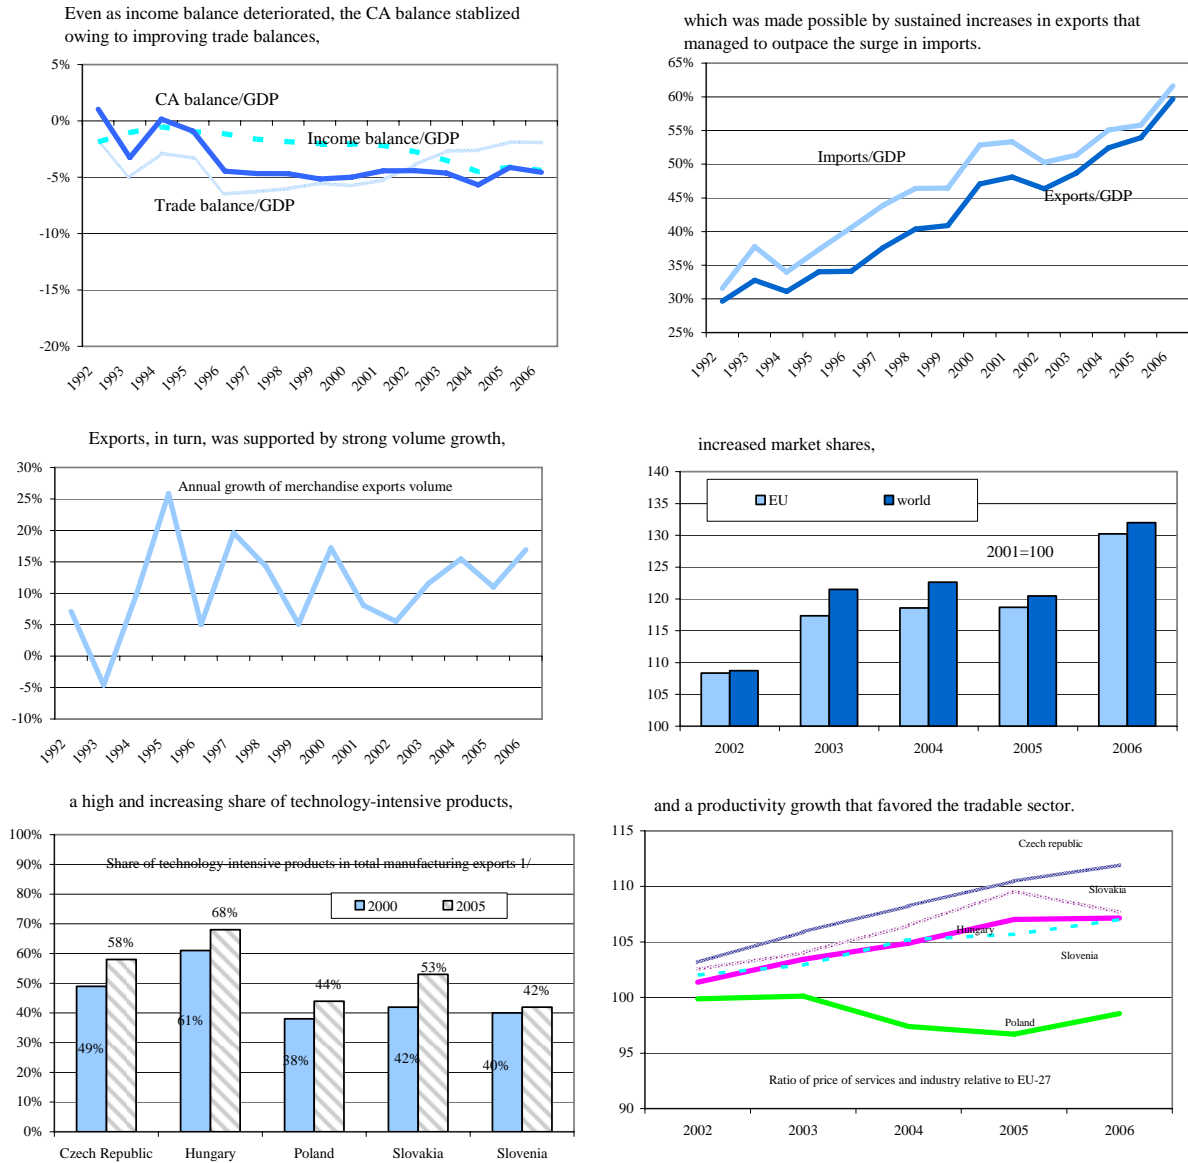 Even as income balance deteriorated, the CA balance stablized
owing to improving trade balances,
5%
0%
-5%
-10%
-15%
-20%
CA balance/GDP
Income balance/GDP
Trade balance/GDP
1992 1993 1994 1995 1996 1997 1998 1999 2000 2001 2002 2003 2004 2005 2006
which was made possible by sustained increases in exports that
managed to outpace the surge in imports.
65%
60%
55%
50%
45%
40%
35%
30%
25%
Imports/GDP
Exports/GDP
1992 1993 1994 1995 1996 1997 1998 1999 2000 2001 2002 2003 2004 2005 2006
Exports, in turn, was supported by strong volume growth,
30%
25%
20%
15%
10%
5%
0%
-5%
-10%
Annual growth of merchandise exports volume
1992 1993 1994 1995 1996 1997 1998 1999 2000 2001 2002 2003 2004 2005 2006
increased market shares,
140
135
130
125
120
115
110
105
100
EU world
2001=100
2002 2003 2004 2005 2006
a high and increasing share of technology-intensive products,
100%
90%
80%
70%
60%
50%
40%
30%
20%
10%
0%
Share of technology-intensive products in total manufacturing exports 1/
2000 2005
49% 58% 61% 68% 38% 44% 42% 53% 40% 42%
Czech Republic Hungary Poland Slovakia Slovenia
and a productivity growth that favored the tradable sector.
115
110
105
100
95
90
Czech republic
Slovakia
Hungary
Slovenia
Poland
Ratio of price of services and industry relative to EU-27
2002 2003 2004 2005 2006